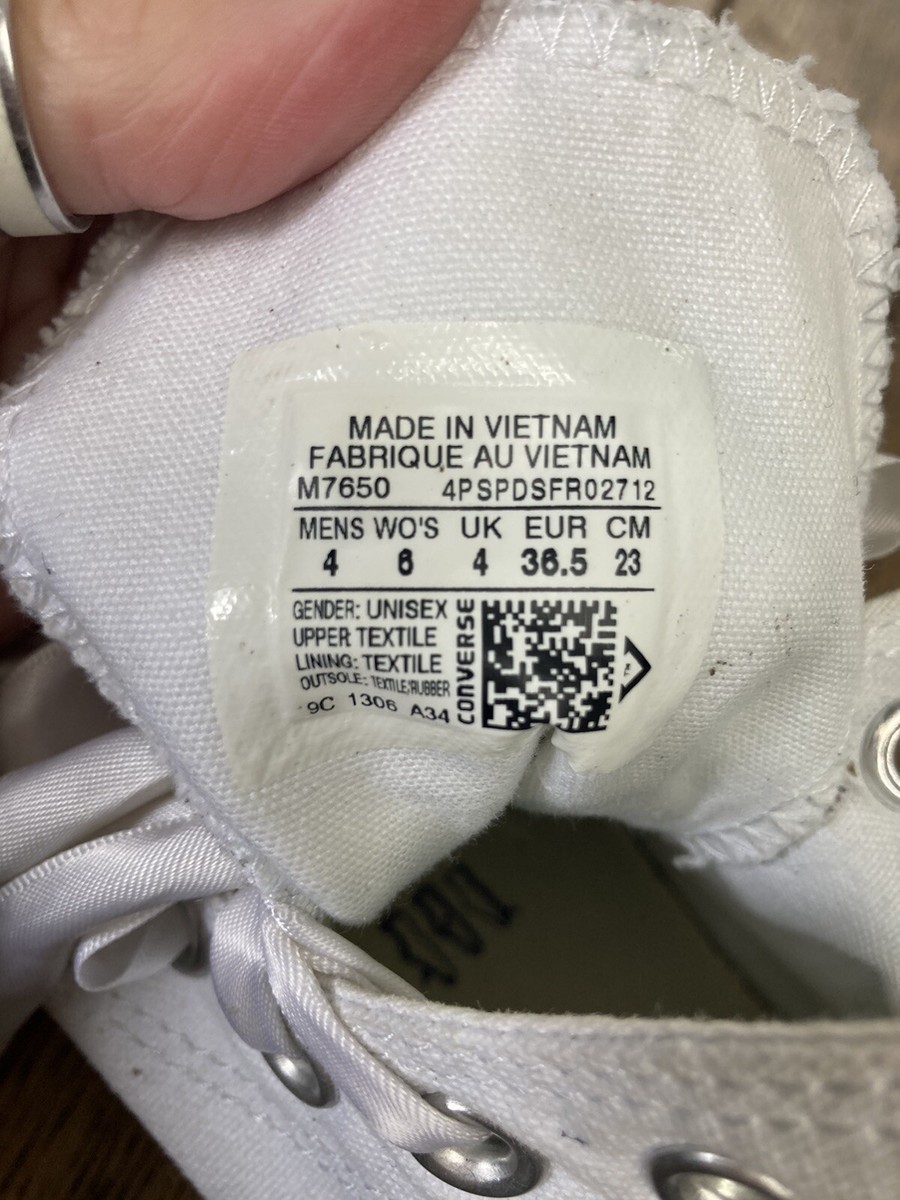 MADE IN VIETNAM
FABRIQUE AU VIETNAM
M7650 4PSPDSFR02712
MENS WO'S UK EUR CM
4 6 4 36.5 23
GENDER: UNISEX
UPPER TEXTILE
LINING: TEXTILE
OUTSOLE: TEXTILE/RUBBER
9C 1306 A34
CONVERSE